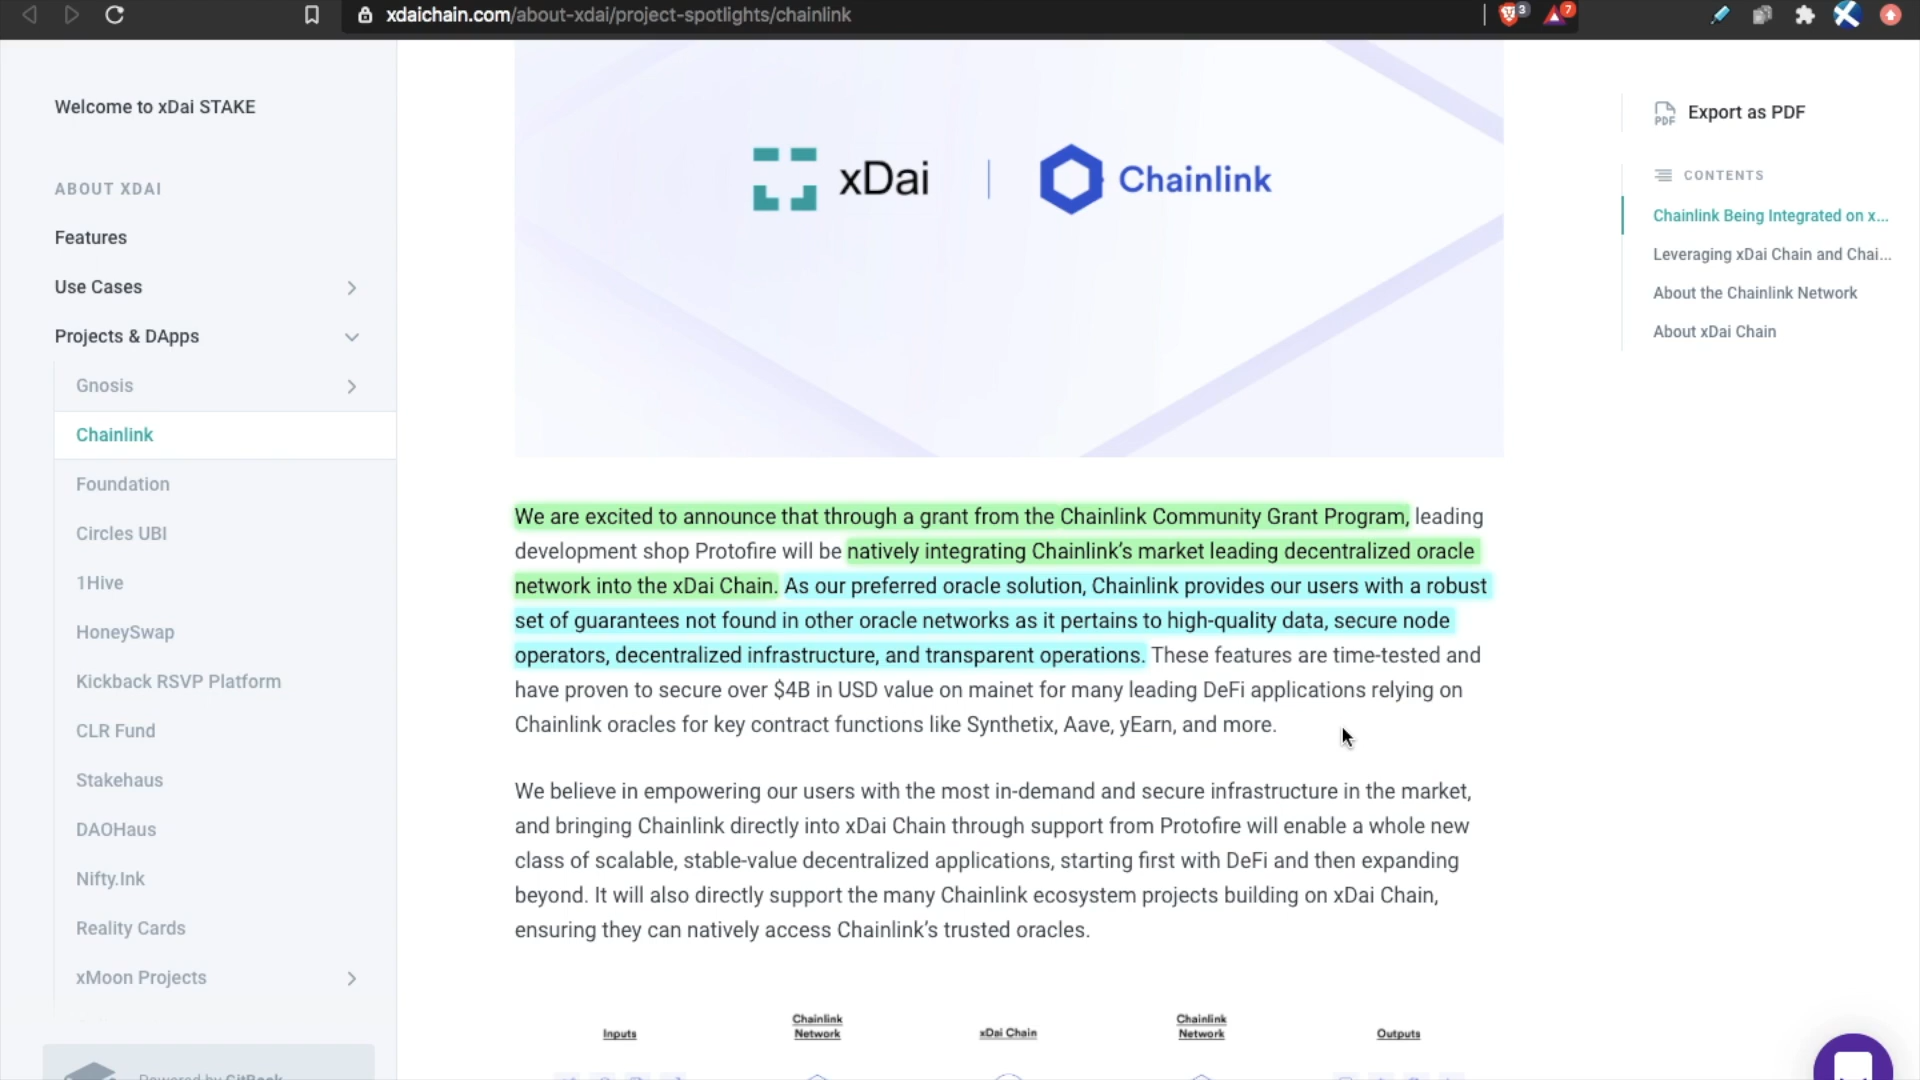 xdaichain.com/about-xdai/project-spotlights/chainlink
3
7
Welcome to xDai STAKE
ABOUT XDAI
Features
Use Cases
Projects & DApps
Gnosis
Chainlink
Foundation
Circles UBI
1Hive
HoneySwap
Kickback RSVP Platform
CLR Fund
Stakehaus
DAOHaus
Nifty.Ink
Reality Cards
xMoon Projects
Powered by GitBook
xDai | Chainlink
We are excited to announce that through a grant from the Chainlink Community Grant Program, leading
development shop Protofire will be natively integrating Chainlink’s market leading decentralized oracle
network into the xDai Chain. As our preferred oracle solution, Chainlink provides our users with a robust
set of guarantees not found in other oracle networks as it pertains to high-quality data, secure node
operators, decentralized infrastructure, and transparent operations. These features are time-tested and
have proven to secure over $4B in USD value on mainet for many leading DeFi applications relying on
Chainlink oracles for key contract functions like Synthetix, Aave, yEarn, and more.
We believe in empowering our users with the most in-demand and secure infrastructure in the market,
and bringing Chainlink directly into xDai Chain through support from Protofire will enable a whole new
class of scalable, stable-value decentralized applications, starting first with DeFi and then expanding
beyond. It will also directly support the many Chainlink ecosystem projects building on xDai Chain,
ensuring they can natively access Chainlink’s trusted oracles.
Inputs
Chainlink
Network
xDai Chain
Chainlink
Network
Outputs
PDF
Export as PDF
CONTENTS
Chainlink Being Integrated on x...
Leveraging xDai Chain and Chai...
About the Chainlink Network
About xDai Chain